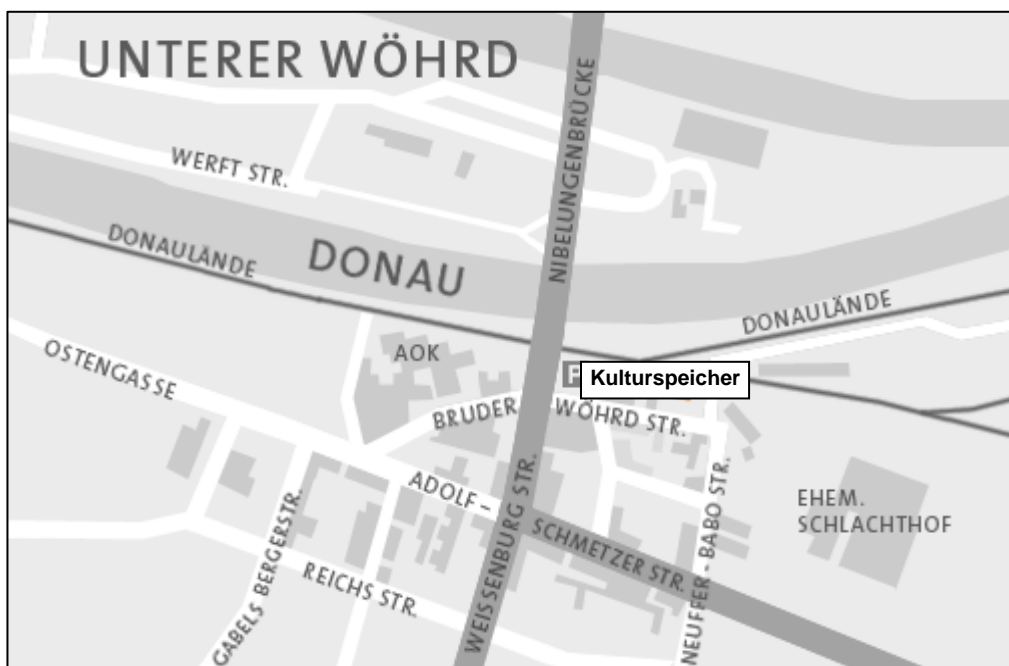 UNTERER WÖHRD
NIBELUNGENBRÜCKE
WERFT STR.
DONAULÄNDE
DONAU
DONAULÄNDE
OSTENGASSE
AOK
P
Kulturspeicher
BRUDER
WÖHRD STR.
ADOLF -
SCHMETZER STR.
WEISSENBURG STR.
EHEM.
SCHLACHTHOF
NEUFFER - BABO STR.
GABELS BERGERSTR.
REICHS STR.